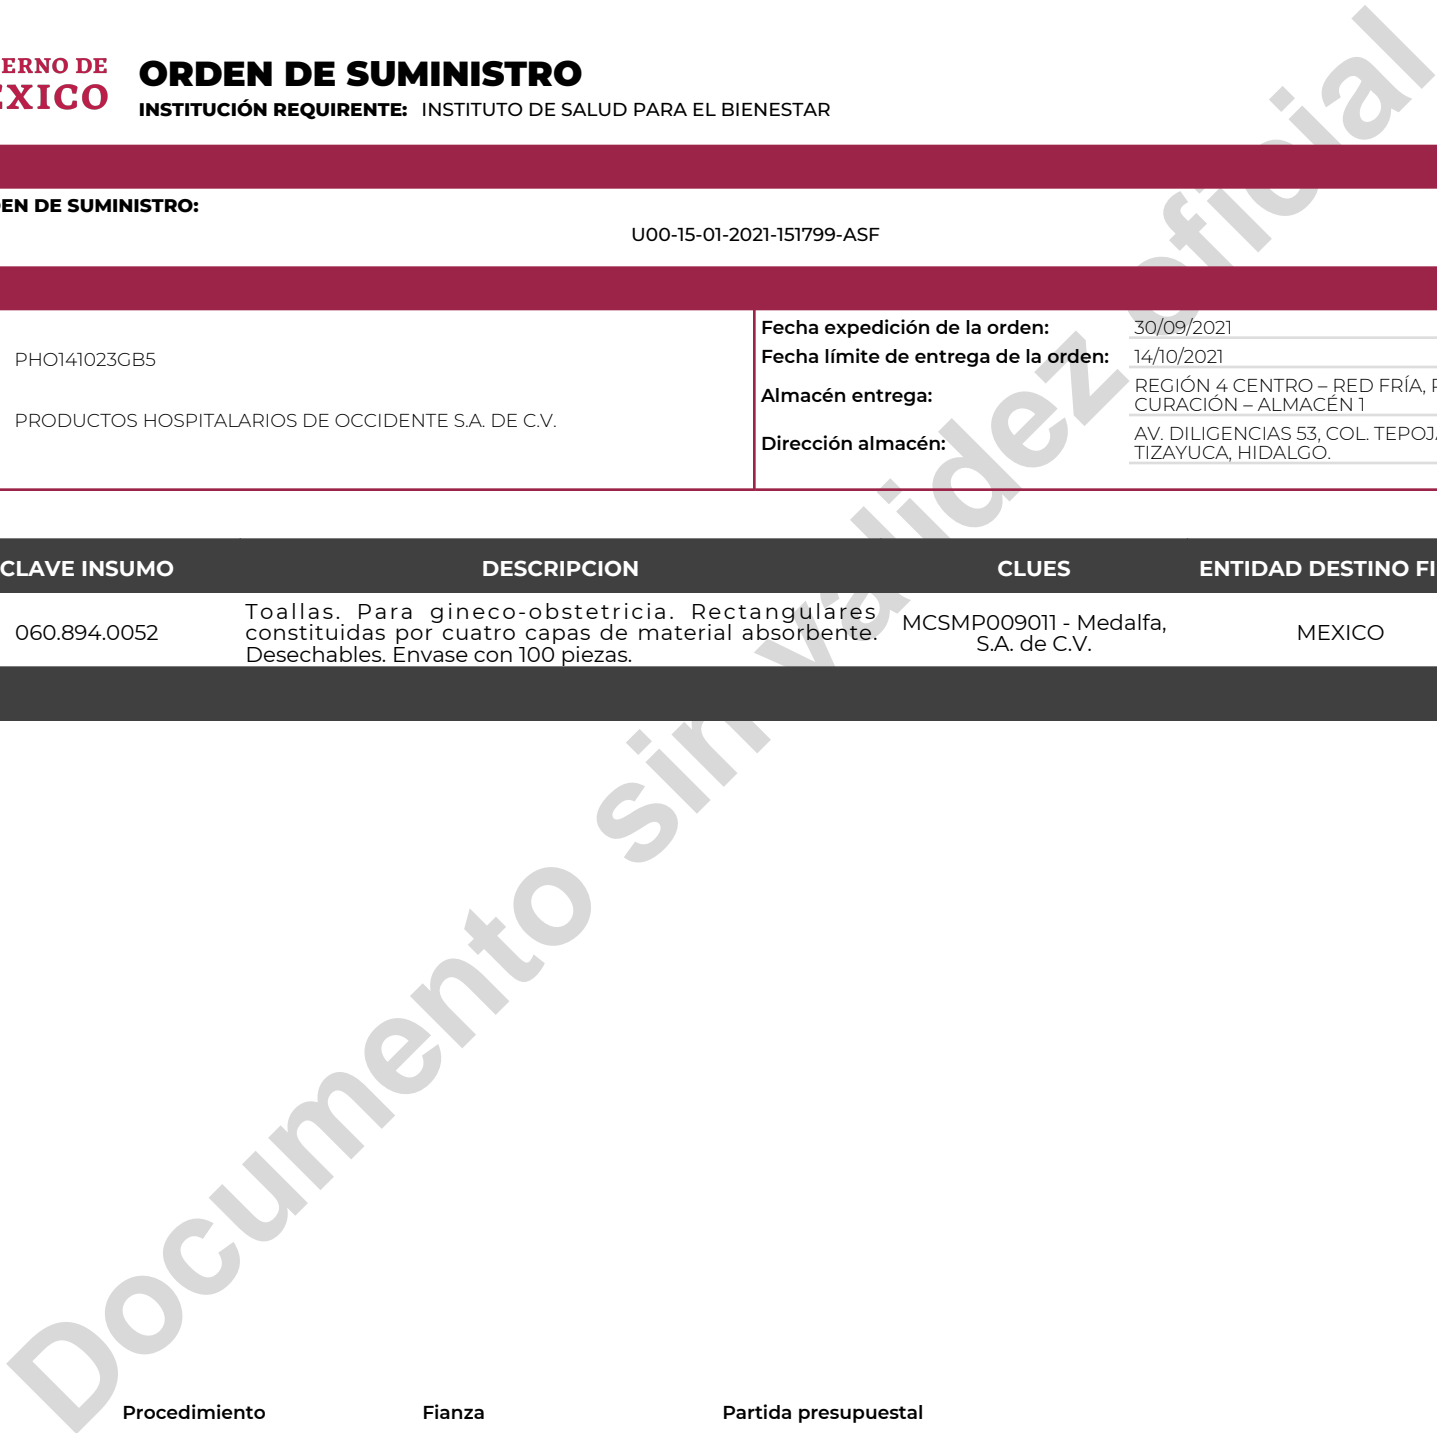 ERNO DE
ORDEN DE SUMINISTRO
INSTITUCIÓN REQUIRENTE: INSTITUTO DE SALUD PARA EL BIENESTAR
EN DE SUMINISTRO:
U00-15-01-2021-151799-ASF
PHO141023GB5
PRODUCTOS HOSPITALARIOS DE OCCIDENTE S.A. DE C.V.
Fecha expedición de la orden: 30/09/2021
Fecha límite de entrega de la orden: 14/10/2021
Almacén entrega: REGIÓN 4 CENTRO – RED FRÍA,
CURACIÓN – ALMACÉN 1
Dirección almacén: AV. DILIGENCIAS 53, COL.
TIZAYUCA, HIDALGO.
CLAVE INSUMO DESCRIPCION CLUES ENTIDAD DESTINO
060.894.0052
Toallas. Para gineco-obstetricia. Rectangulares
constituidas por cuatro capas de material absorbente.
Desechables. Envase con 100 piezas.
MCSMP009011 - Medalfa,
S.A. de C.V.
MEXICO
Documento sin validez oficial
Procedimiento Fianza Partida presupuestal